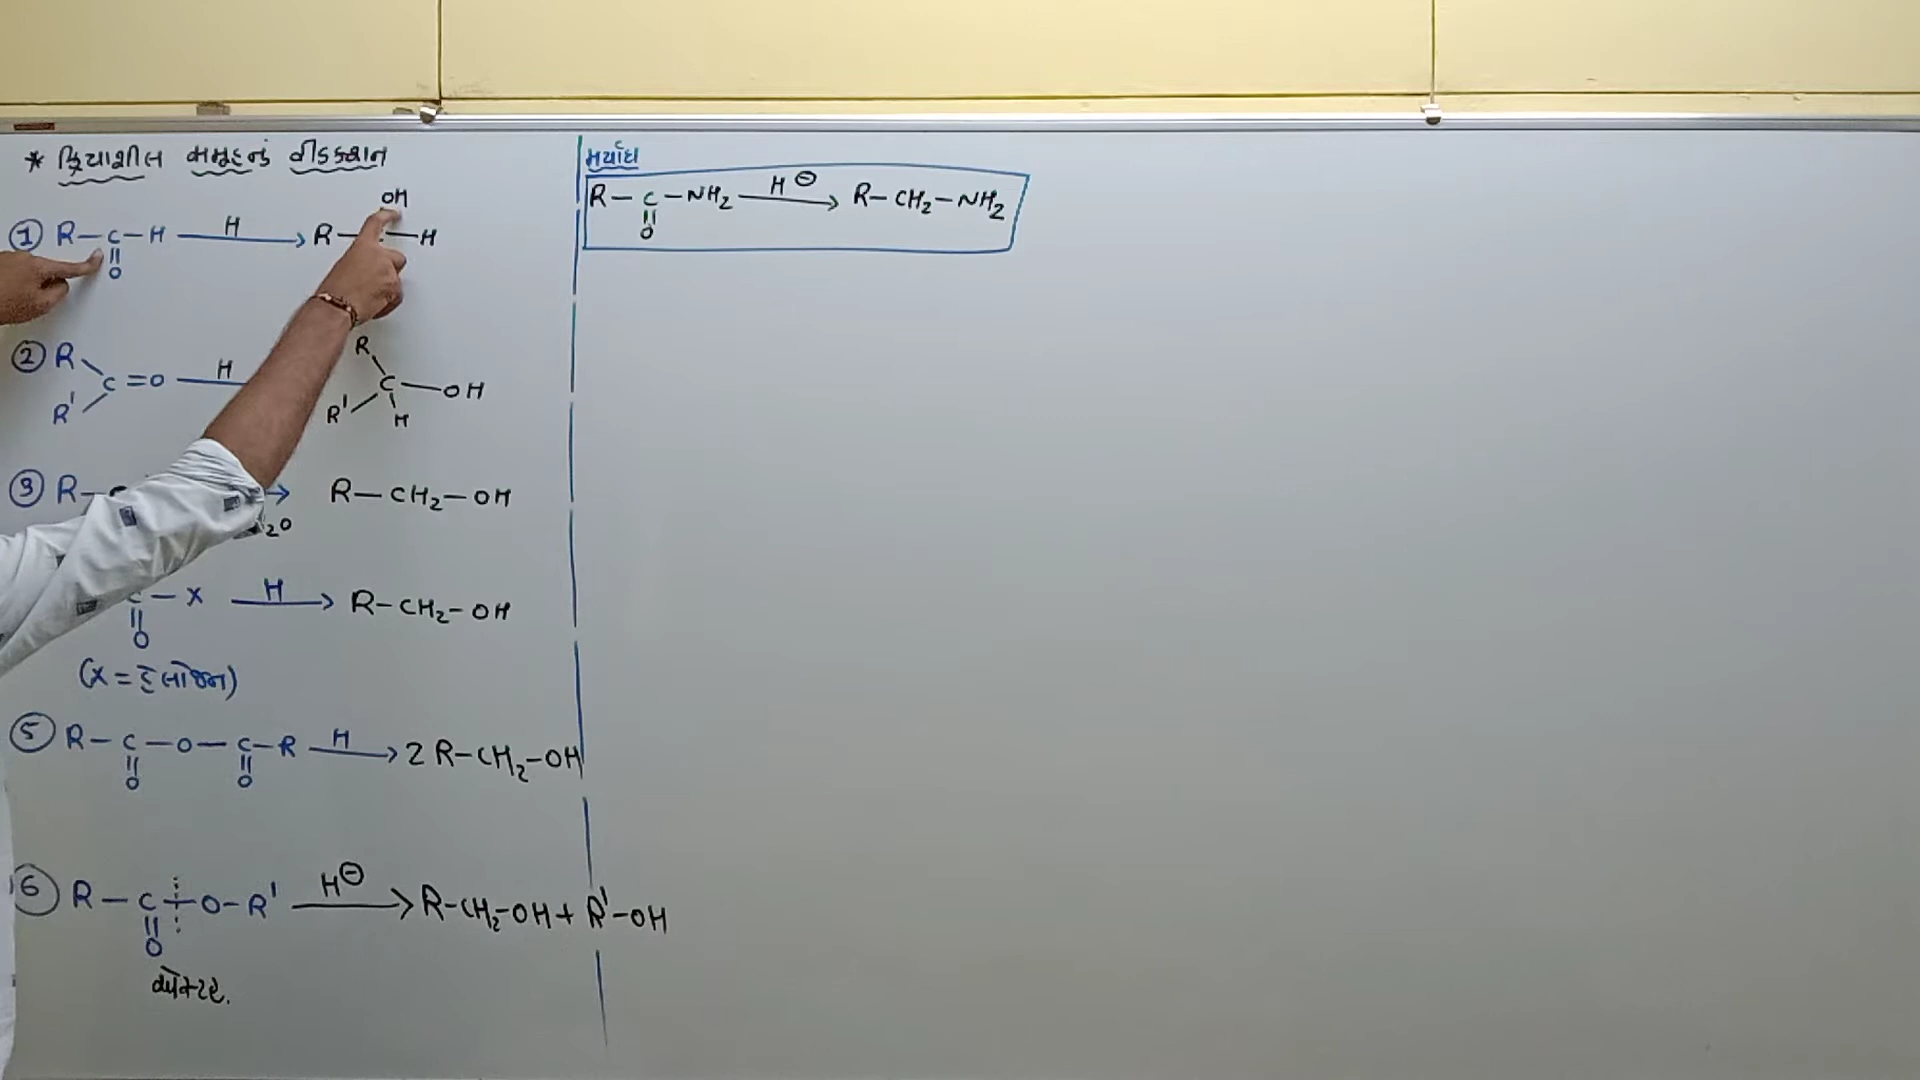 * ક્રિયાશીલ સમૂહનું રીડક્શન
OH
① R—C—H —H→ R— —H
||
O
② R
C=O —H
R'
R
C—OH
R'
H
③ R— → R—CH₂—OH
₂O
C—X —H→ R—CH₂—OH
||
O
(X = હેલોજન)
⑤ R—C—O—C—R —H→ 2 R—CH₂—OH
|| ||
O O
⑥ R—C—O—R' —H⊖→ R—CH₂—OH + R'—OH
||
O
એસ્ટર.
મર્યાદા
R—C—NH₂ —H⊖→ R—CH₂—NH₂
||
O